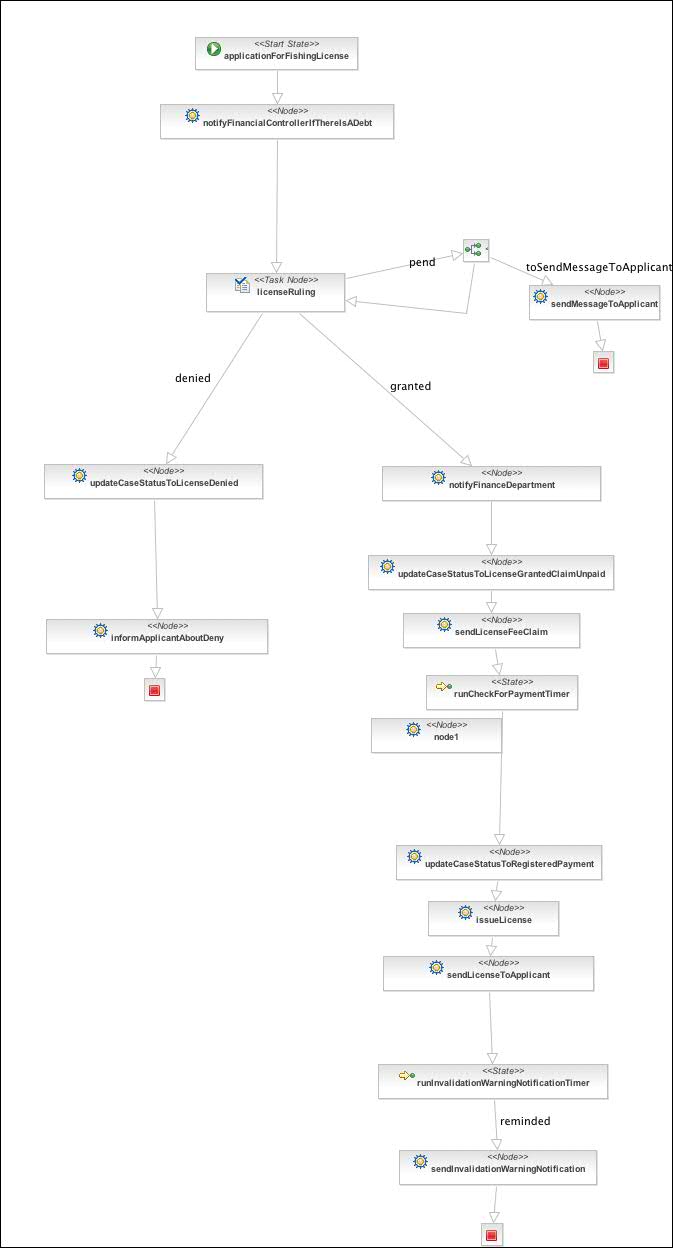 <<Start State>>
applicationForFishingLicense
<<Node>>
notifyFinancialControllerIfThereIsADebt
pend
toSendMessageToApplicant
<<Task Node>>
licenseRuling
<<Node>>
sendMessageToApplicant
denied
granted
<<Node>>
updateCaseStatusToLicenseDenied
<<Node>>
notifyFinanceDepartment
<<Node>>
updateCaseStatusToLicenseGrantedClaimUnpaid
<<Node>>
informApplicantAboutDeny
<<Node>>
sendLicenseFeeClaim
<<State>>
runCheckForPaymentTimer
<<Node>>
node1
<<Node>>
updateCaseStatusToRegisteredPayment
<<Node>>
issueLicense
<<Node>>
sendLicenseToApplicant
<<State>>
runInvalidationWarningNotificationTimer
reminded
<<Node>>
sendInvalidationWarningNotification